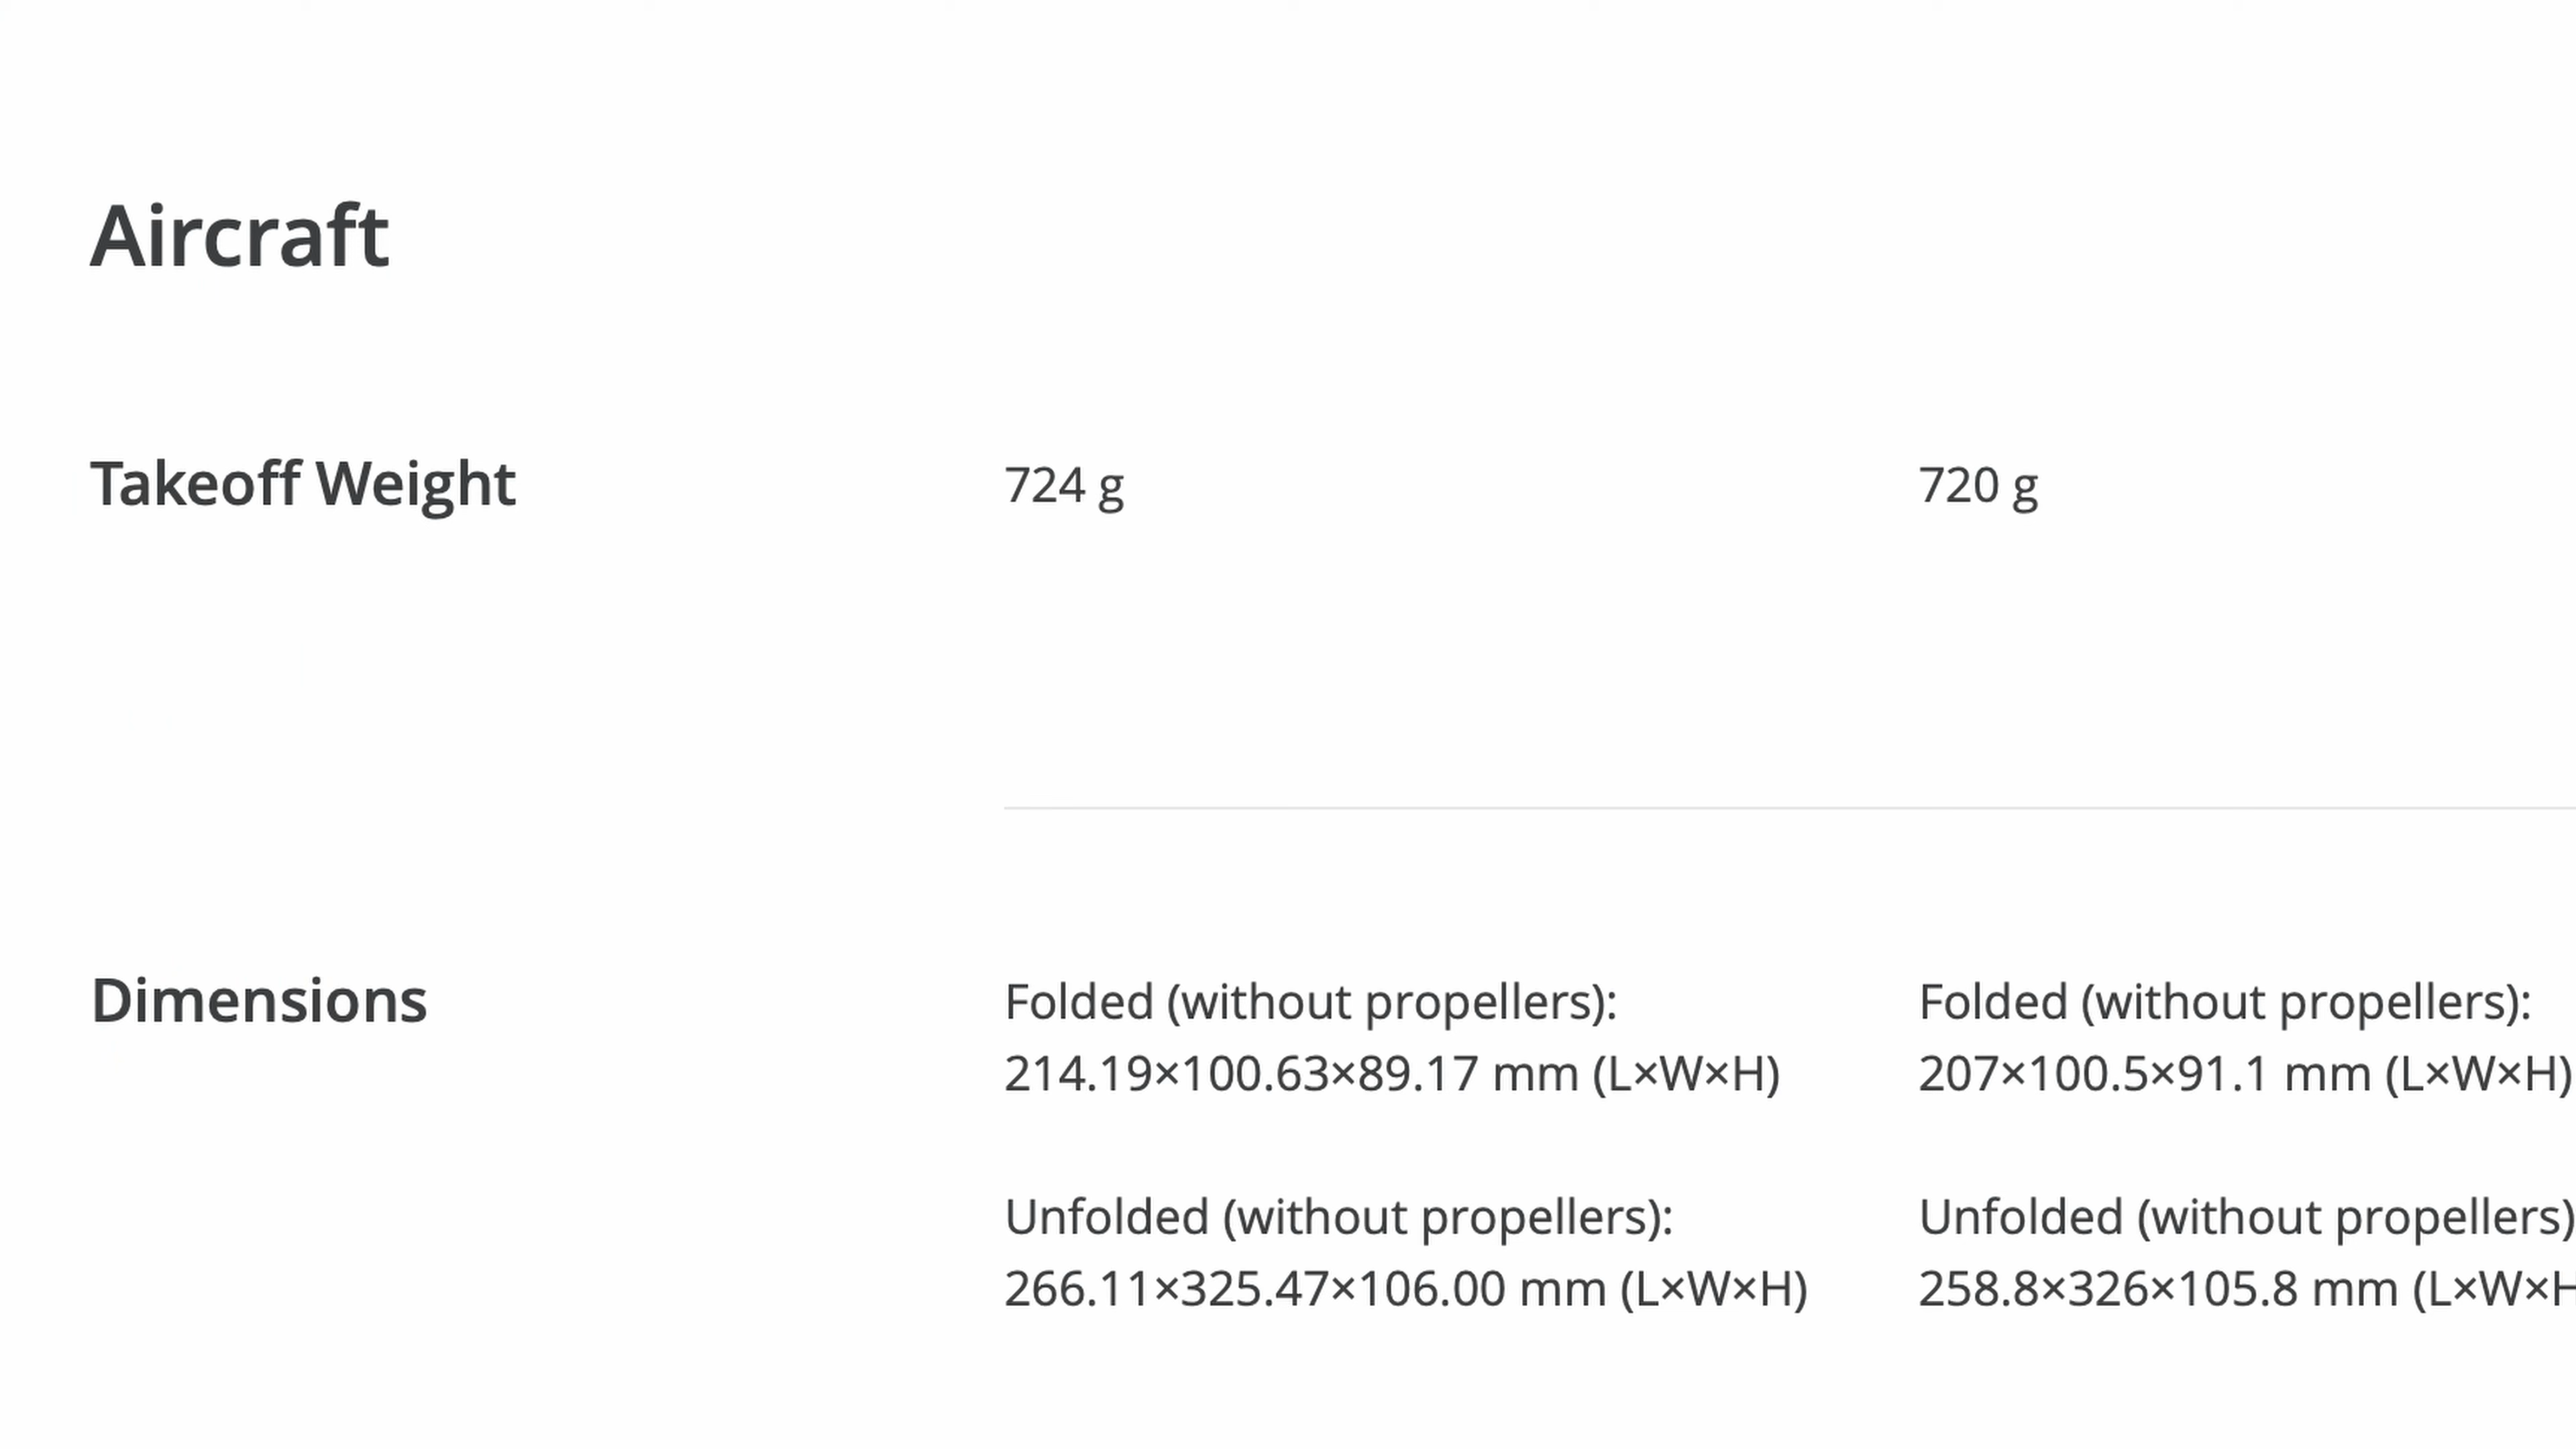 Aircraft
Takeoff Weight
724 g
720 g
Dimensions
Folded (without propellers):
214.19×100.63×89.17 mm (L×W×H)
Unfolded (without propellers):
266.11×325.47×106.00 mm (L×W×H)
Folded (without propellers):
207×100.5×91.1 mm (L×W×H)
Unfolded (without propellers)
258.8×326×105.8 mm (L×W×H